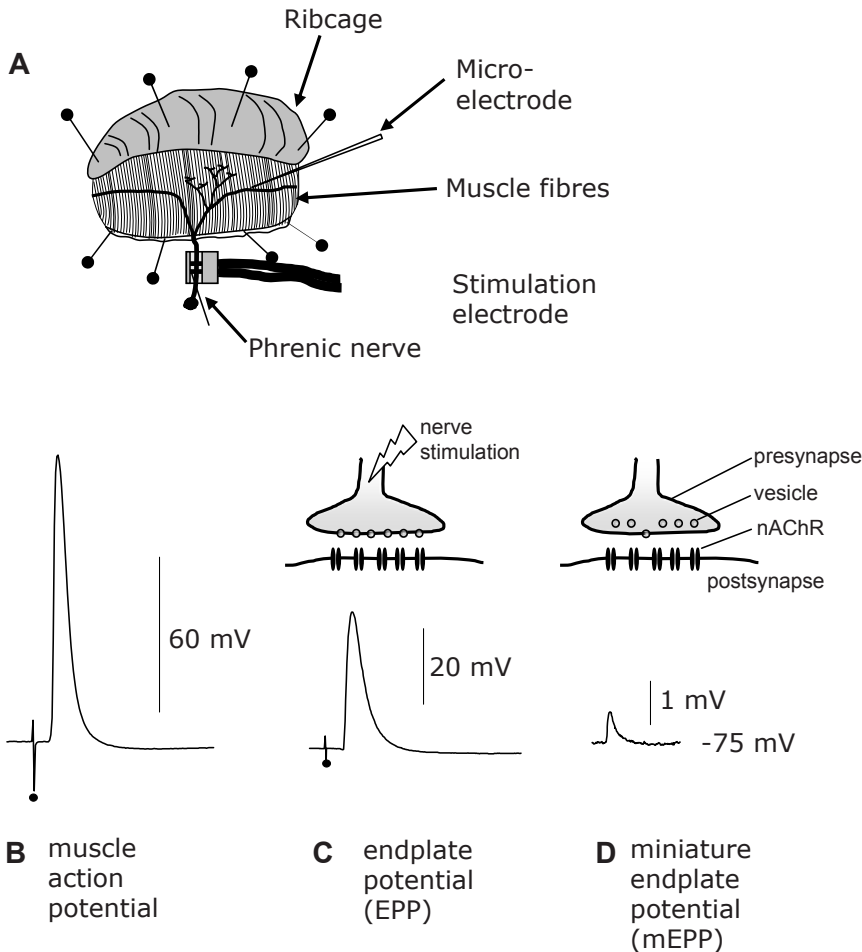 A
Ribcage
Micro-
electrode
Muscle fibres
Stimulation
electrode
Phrenic nerve
nerve
stimulation
presynapse
vesicle
nAChR
postsynapse
60 mV
20 mV
1 mV
-75 mV
B muscle
action
potential
C endplate
potential
(EPP)
D miniature
endplate
potential
(mEPP)